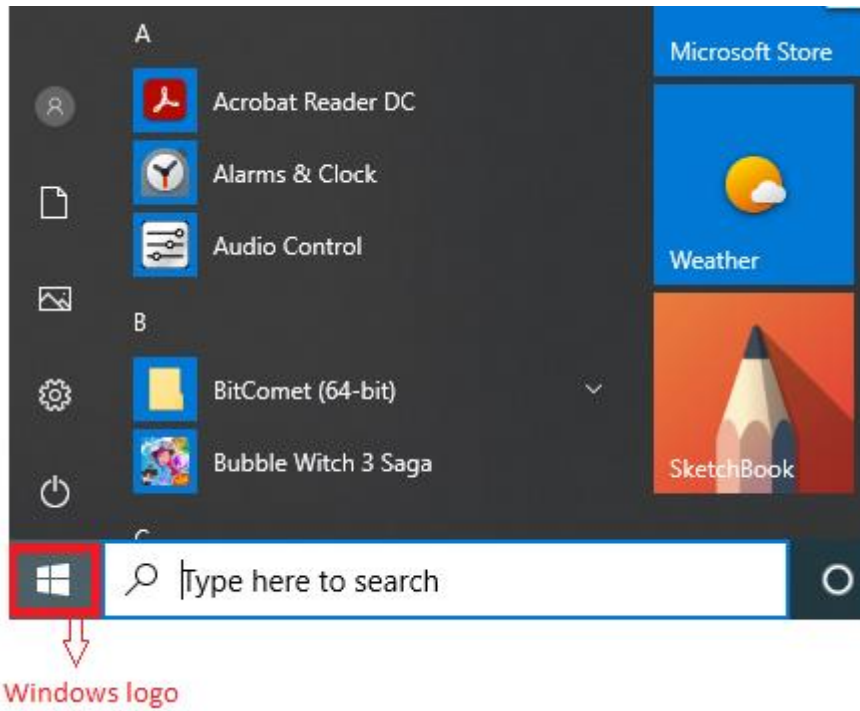 A
Microsoft Store
Acrobat Reader DC
Alarms & Clock
Audio Control
Weather
B
BitComet (64-bit)
Bubble Witch 3 Saga
SketchBook
Type here to search
Windows logo